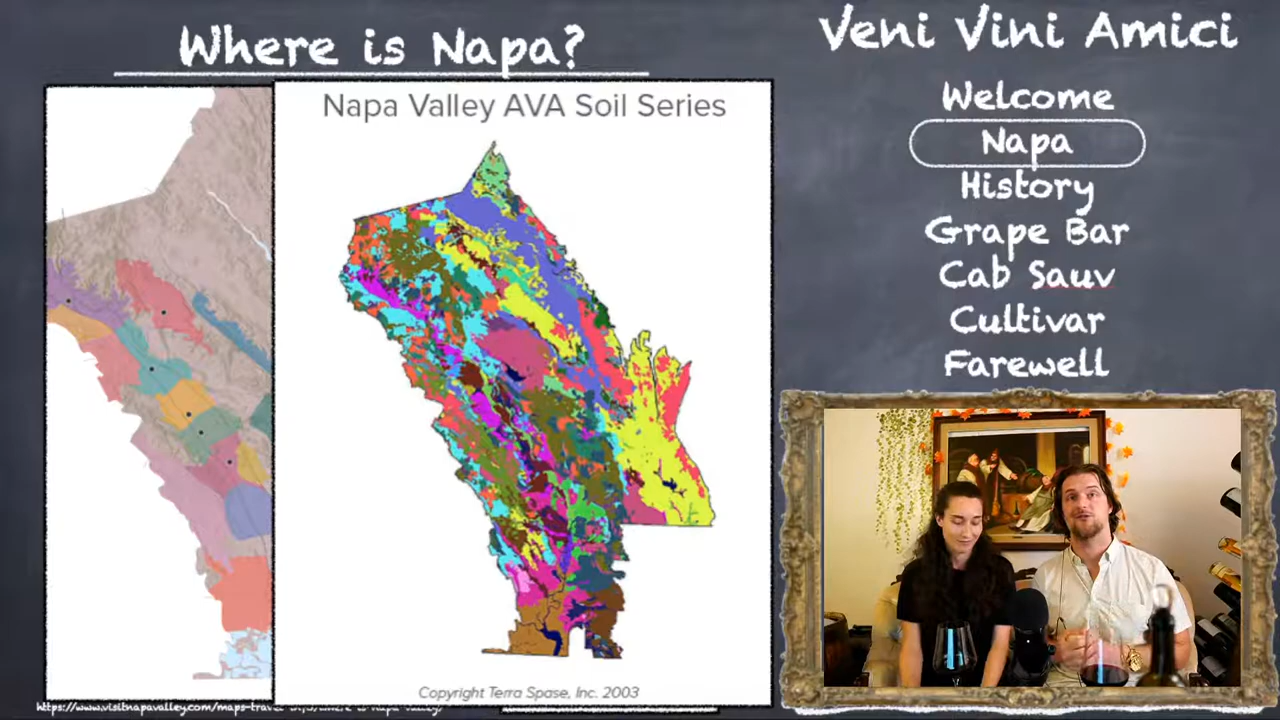 Where is Napa?
Napa Valley AVA Soil Series
Copyright Terra Spase, Inc. 2003
Veni Vini Amici
Welcome
Napa
History
Grape Bar
Cab Sauv
Cultivar
Farewell